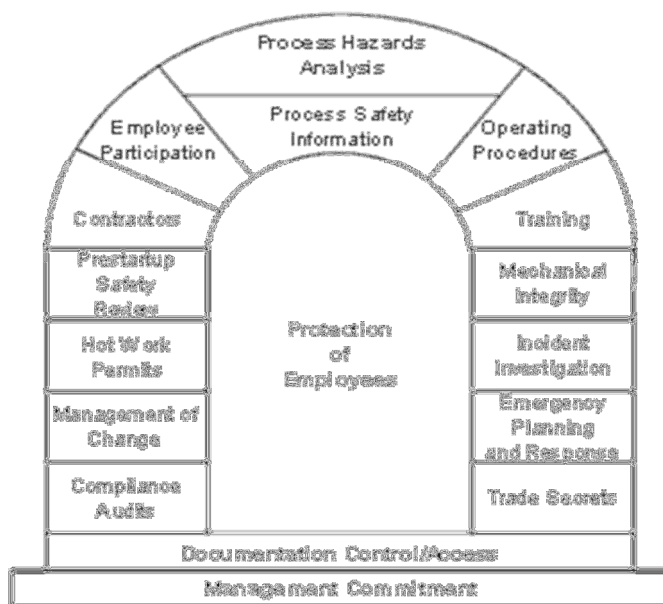 Process Hazards
Analysis
Process Safety
Information
Employee
Participation
Operating
Procedures
Contractors
Training
Prestartup
Safety
Review
Mechanical
Integrity
Protection
of
Employees
Hot Work
Permits
Incident
Investigation
Management of
Change
Emergency
Planning
and Response
Compliance
Audits
Trade Secrets
Documentation Control/Access
Management Commitment